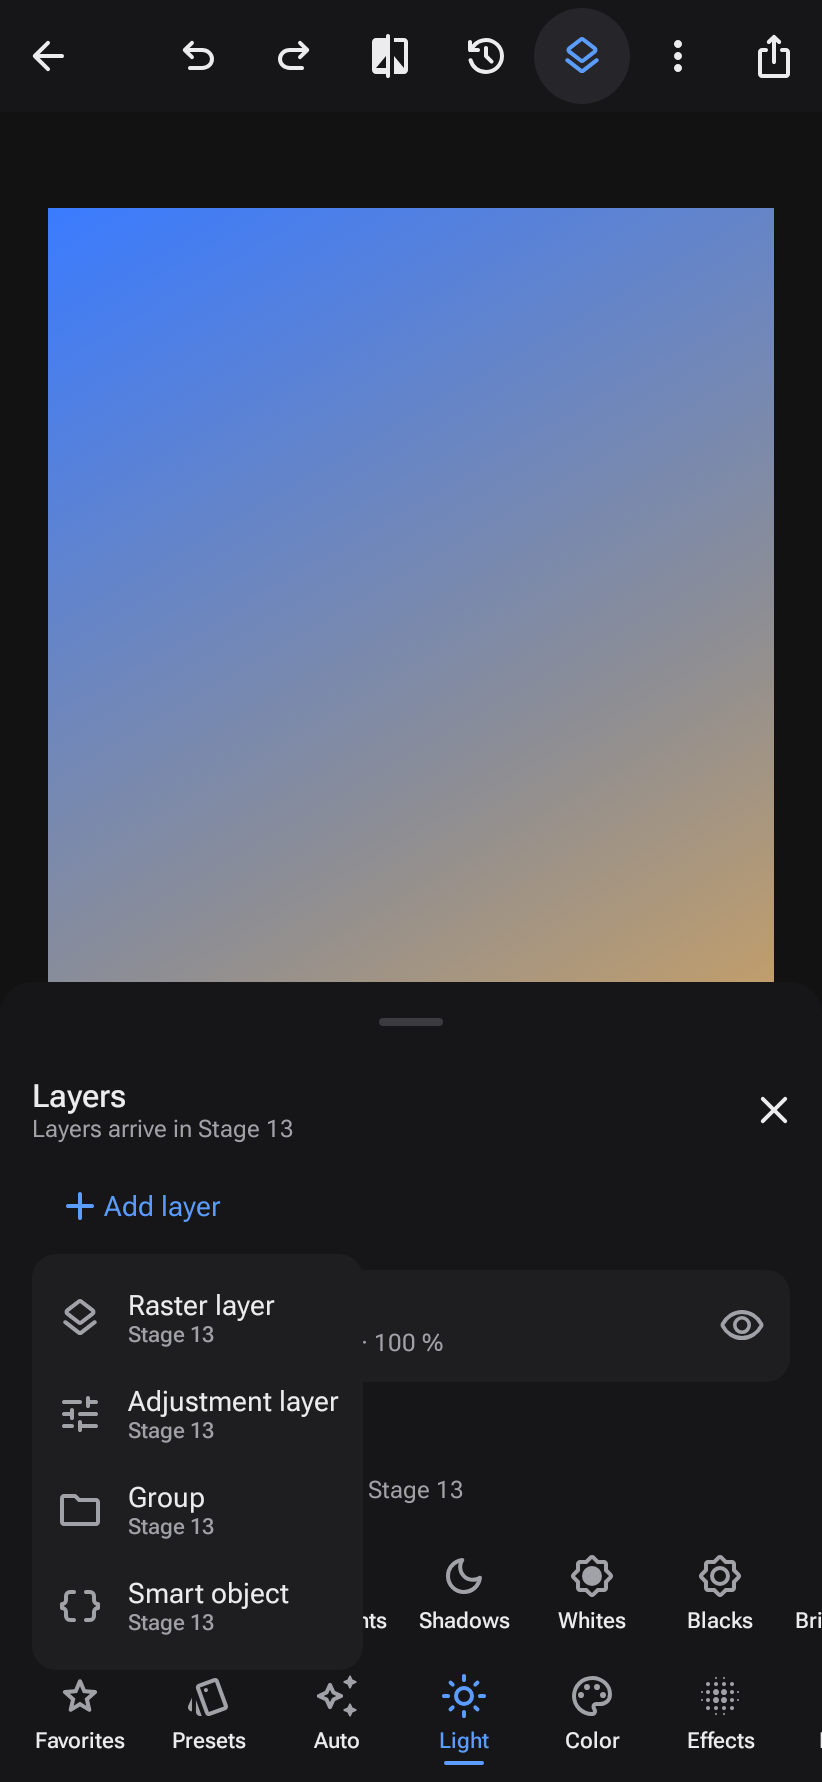 Layers
Layers arrive in Stage 13
Add layer
Raster layer
Stage 13
· 100 %
Adjustment layer
Stage 13
Group
Stage 13
Stage 13
Smart object
Stage 13
Shadows
Whites
Blacks
Favorites
Presets
Auto
Light
Color
Effects